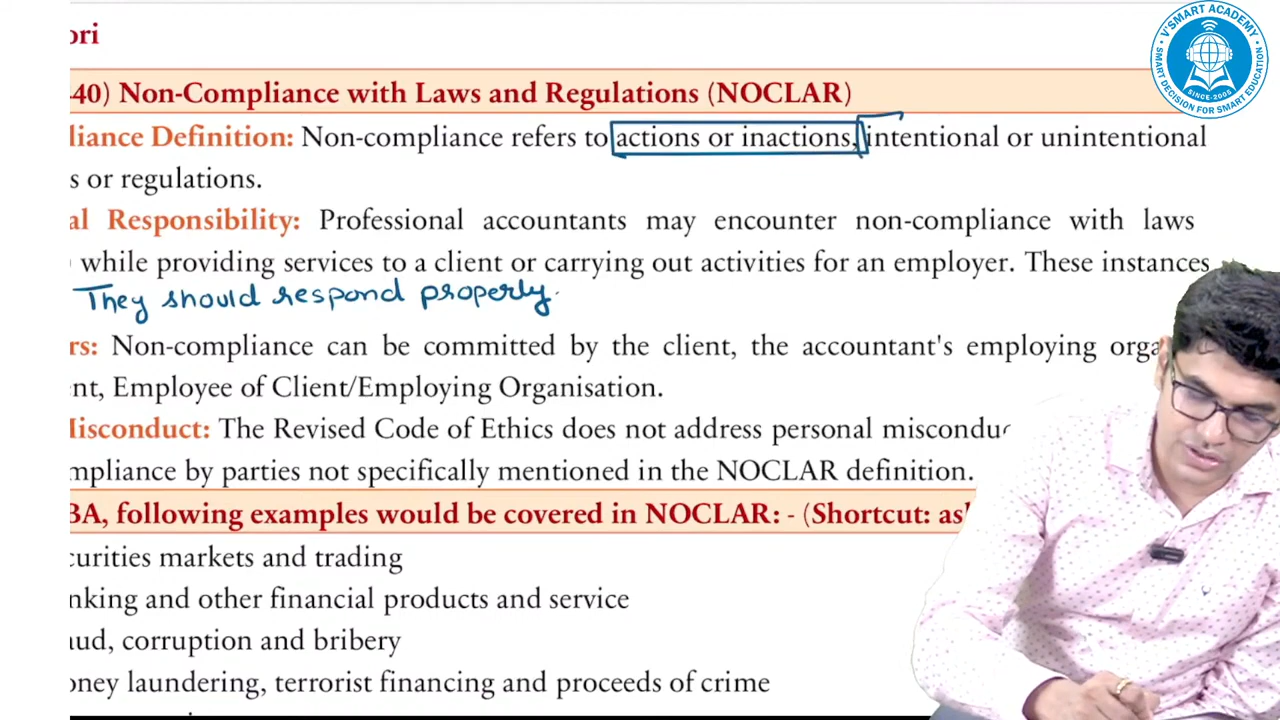 ori
V'SMART ACADEMY
SINCE-2005
SMART DECISION FOR SMART EDUCATION
40) Non-Compliance with Laws and Regulations (NOCLAR)
liance Definition: Non-compliance refers to actions or inactions, intentional or unintentional
s or regulations.
al Responsibility: Professional accountants may encounter non-compliance with laws
while providing services to a client or carrying out activities for an employer. These instances
They should respond properly.
rs: Non-compliance can be committed by the client, the accountant's employing orga
nt, Employee of Client/Employing Organisation.
isconduct: The Revised Code of Ethics does not address personal misconduc
mpliance by parties not specifically mentioned in the NOCLAR definition.
BA, following examples would be covered in NOCLAR: - (Shortcut: as
curities markets and trading
nking and other financial products and service
ud, corruption and bribery
oney laundering, terrorist financing and proceeds of crime